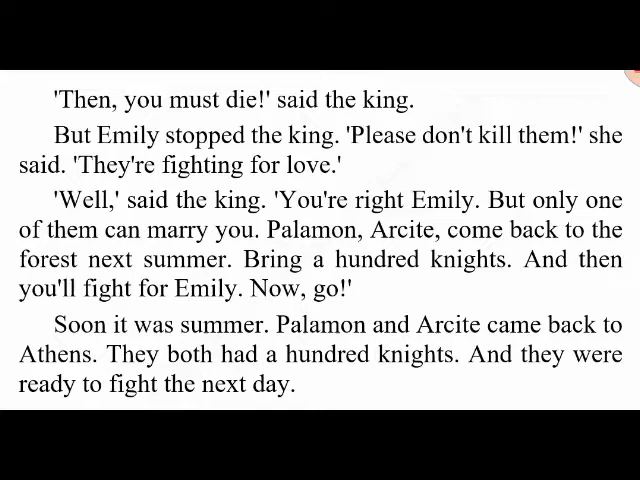 'Then, you must die!' said the king.
But Emily stopped the king. 'Please don't kill them!' she
said. 'They're fighting for love.'
'Well,' said the king. 'You're right Emily. But only one
of them can marry you. Palamon, Arcite, come back to the
forest next summer. Bring a hundred knights. And then
you'll fight for Emily. Now, go!'
Soon it was summer. Palamon and Arcite came back to
Athens. They both had a hundred knights. And they were
ready to fight the next day.